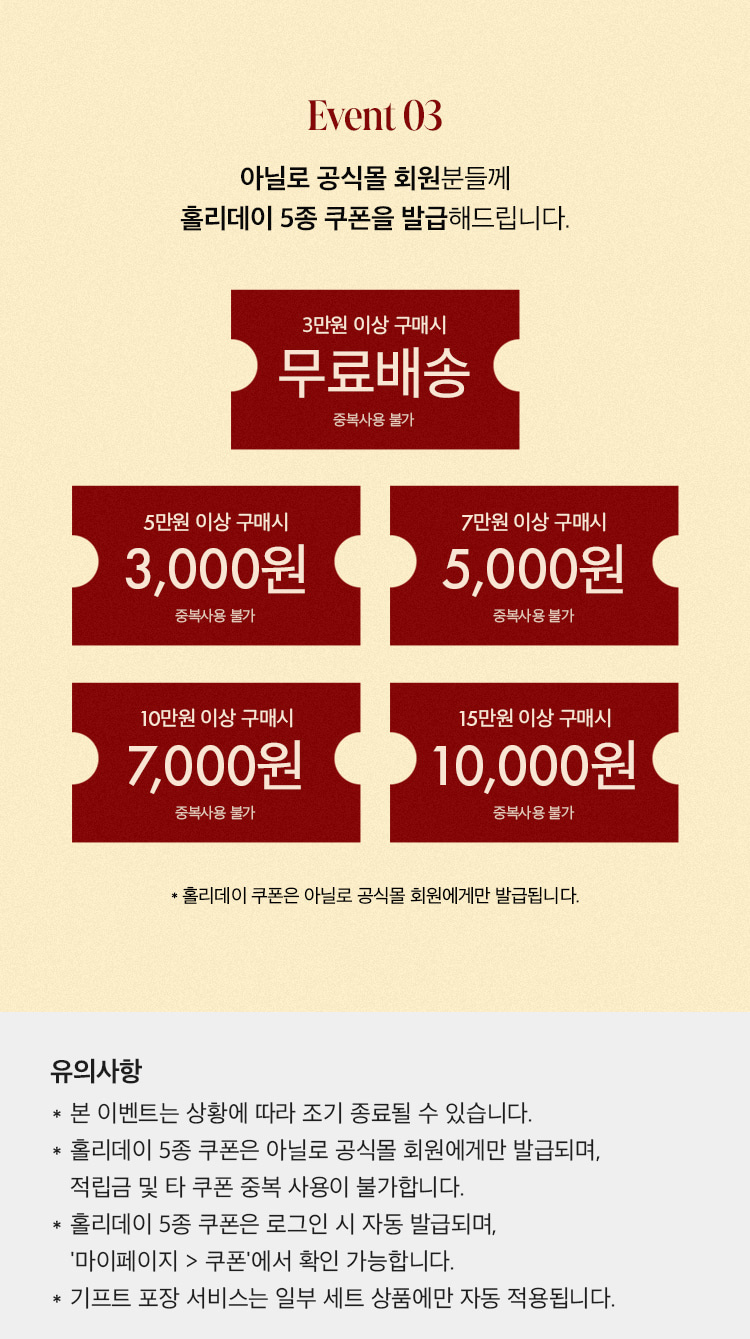 Event 03
아닐로 공식몰 회원분들께
홀리데이 5종 쿠폰을 발급해드립니다.
3만원 이상 구매시
무료배송
중복사용 불가
5만원 이상 구매시
3,000원
중복사용 불가
7만원 이상 구매시
5,000원
중복사용 불가
10만원 이상 구매시
7,000원
중복사용 불가
15만원 이상 구매시
10,000원
중복사용 불가
* 홀리데이 쿠폰은 아닐로 공식몰 회원에게만 발급됩니다.
유의사항
* 본 이벤트는 상황에 따라 조기 종료될 수 있습니다.
* 홀리데이 5종 쿠폰은 아닐로 공식몰 회원에게만 발급되며,
적립금 및 타 쿠폰 중복 사용이 불가합니다.
* 홀리데이 5종 쿠폰은 로그인 시 자동 발급되며,
'마이페이지 > 쿠폰'에서 확인 가능합니다.
* 기프트 포장 서비스는 일부 세트 상품에만 자동 적용됩니다.